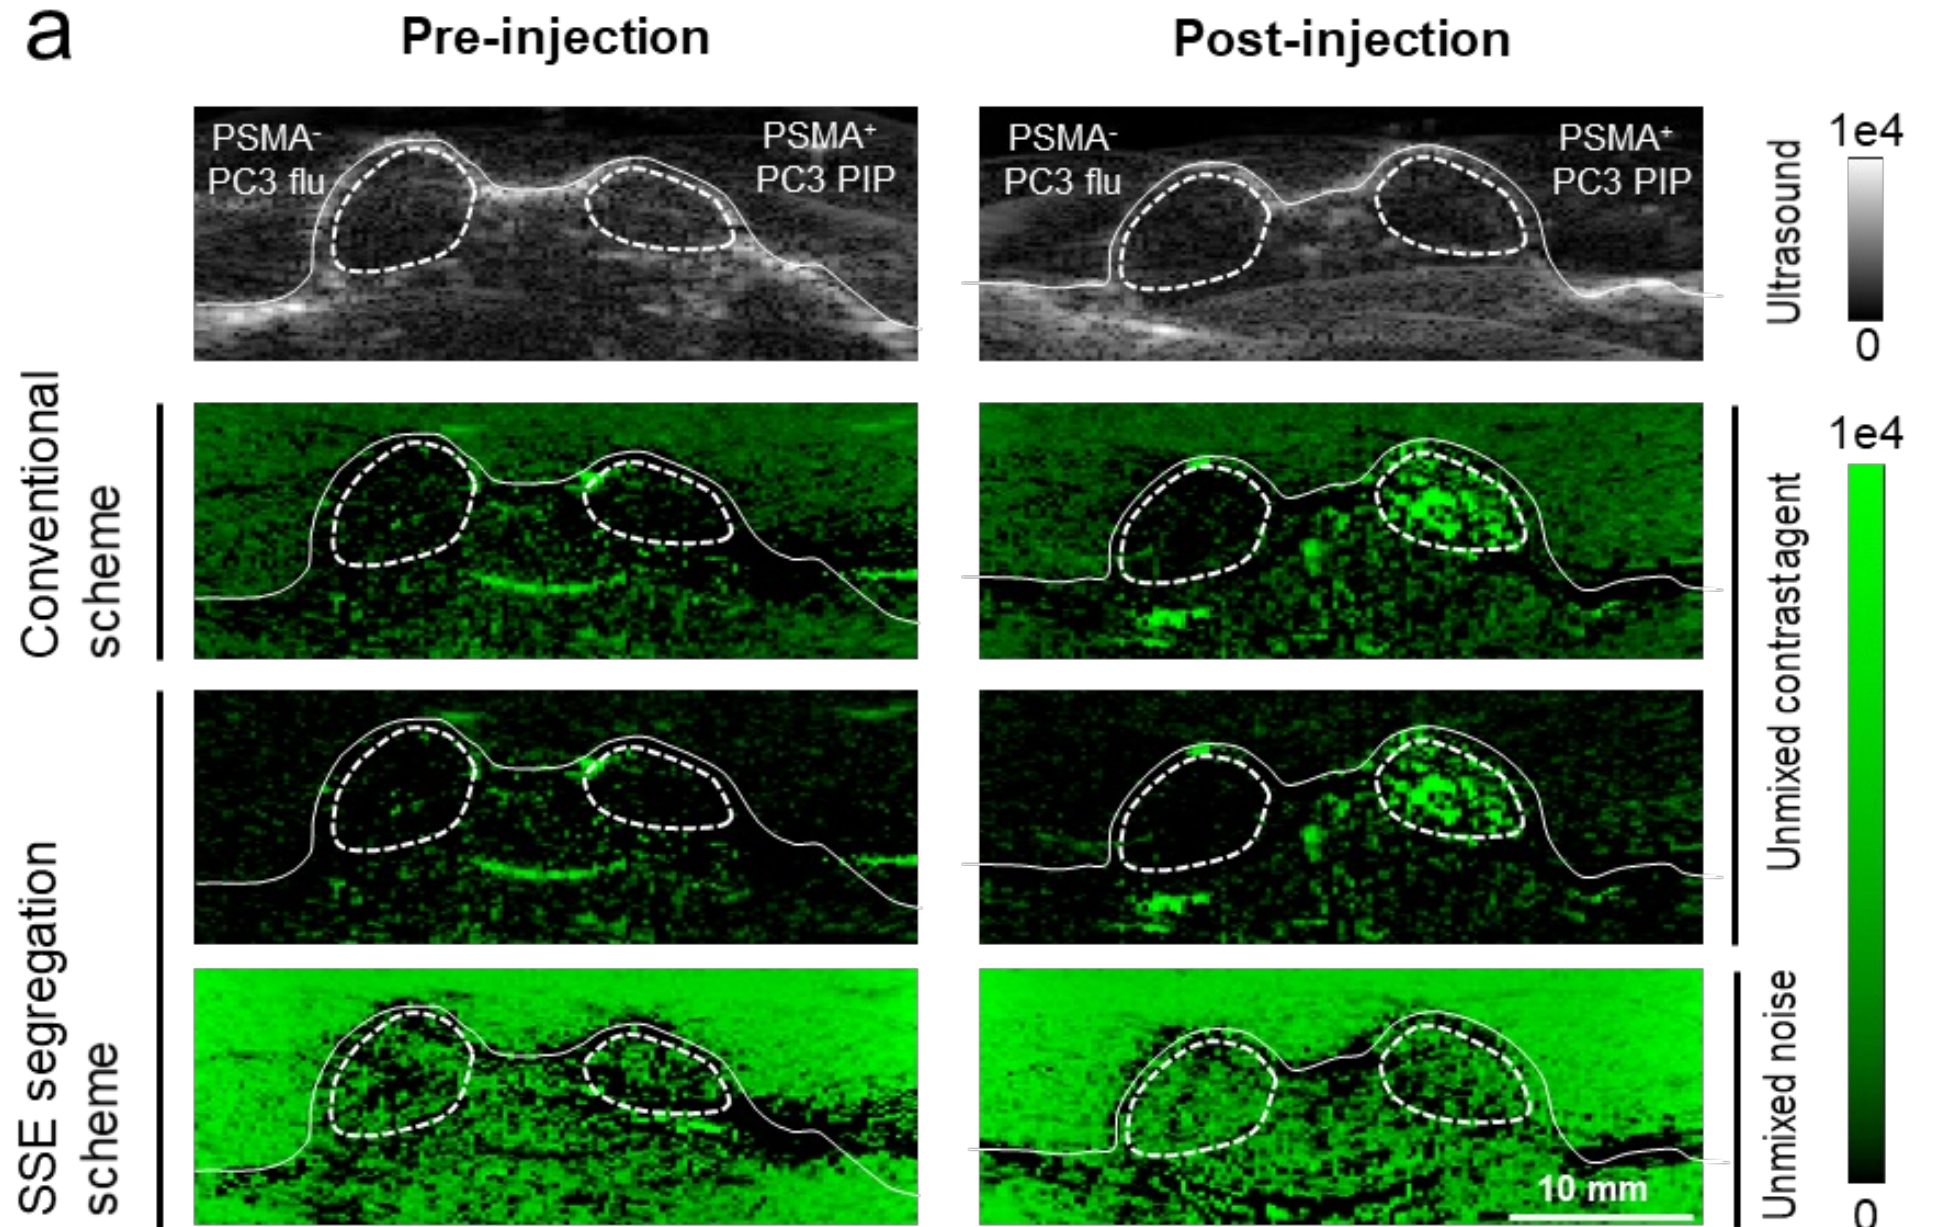 a
Pre-injection
Post-injection
PSMA-
PC3 flu
PSMA+
PC3 PIP
PSMA-
PC3 flu
PSMA+
PC3 PIP
1e4
Ultrasound
0
Conventional
scheme
SSE segregation
scheme
1e4
Unmixed contrastagent
Unmixed noise
0
10 mm